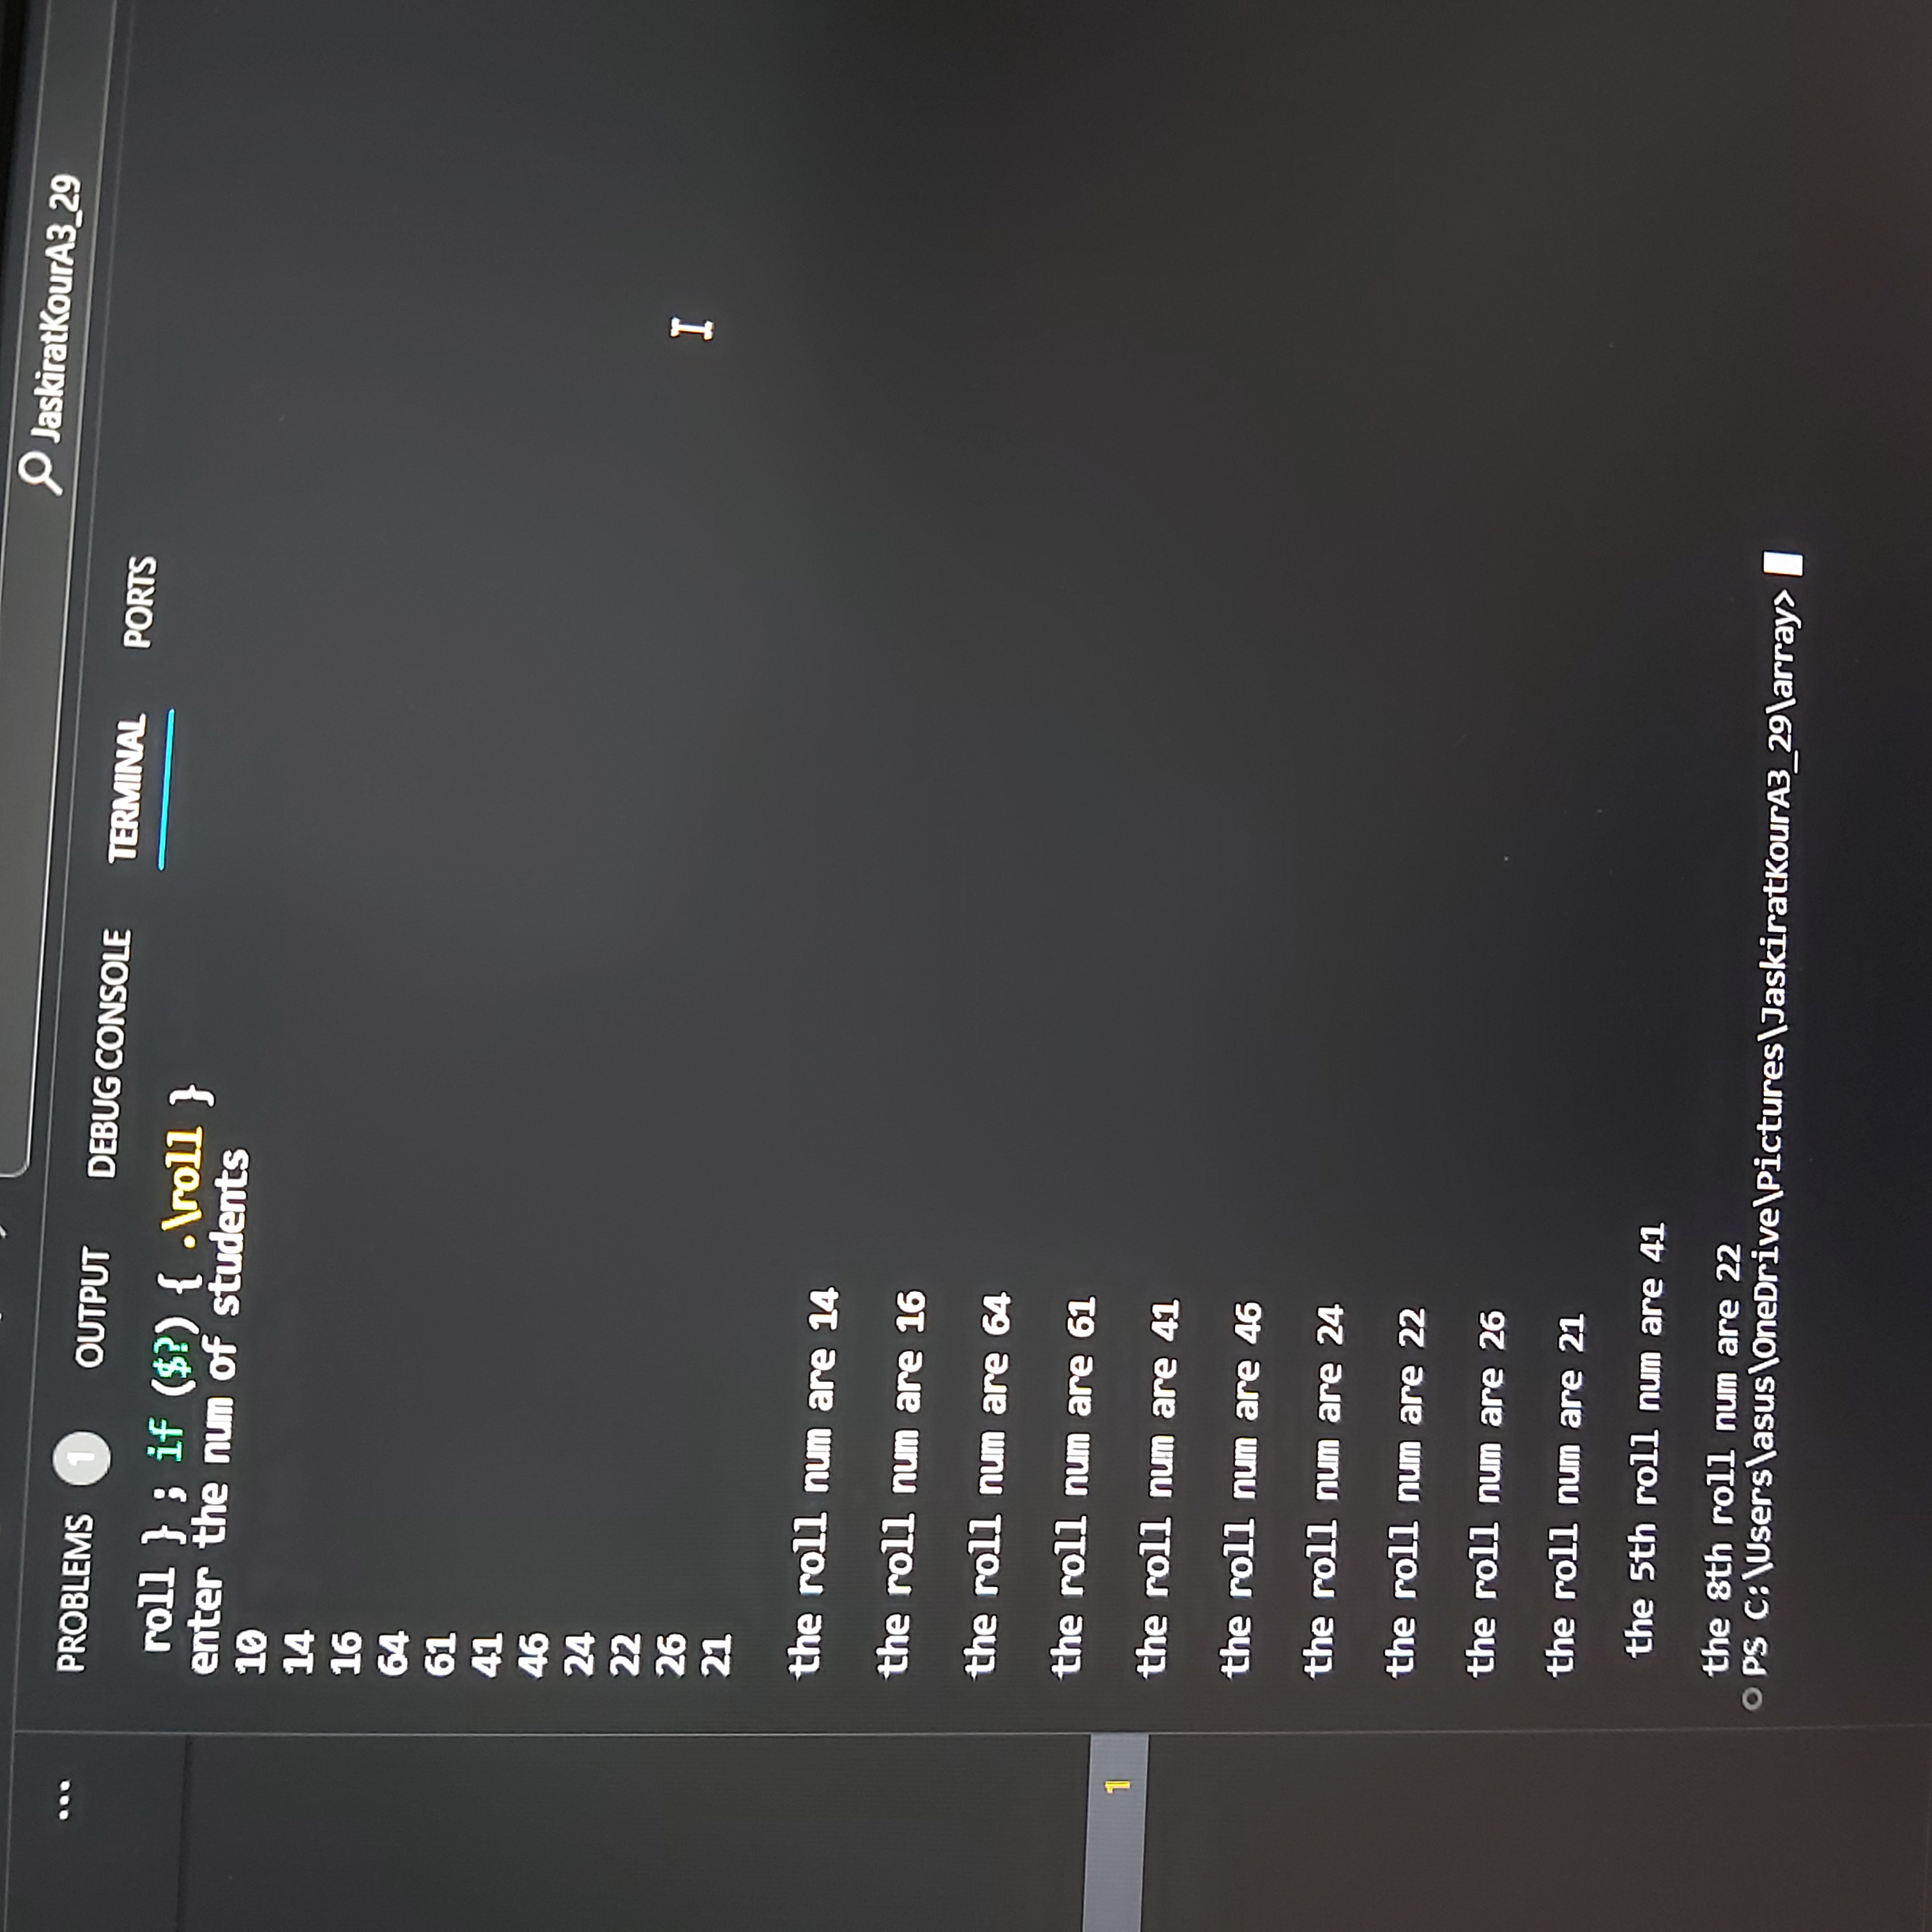 JaskiratKourA3_29
...
PROBLEMS 1 OUTPUT DEBUG CONSOLE TERMINAL PORTS
roll } ; if ($?) { .\roll }
enter the num of students
10
14
16
64
61
41
46
24
22
26
21
the roll num are 14
the roll num are 16
the roll num are 64
the roll num are 61
1
the roll num are 41
the roll num are 46
the roll num are 24
the roll num are 22
the roll num are 26
the roll num are 21
the 5th roll num are 41
the 8th roll num are 22
PS C:\Users\asus\OneDrive\Pictures\JaskiratKourA3_29\array>